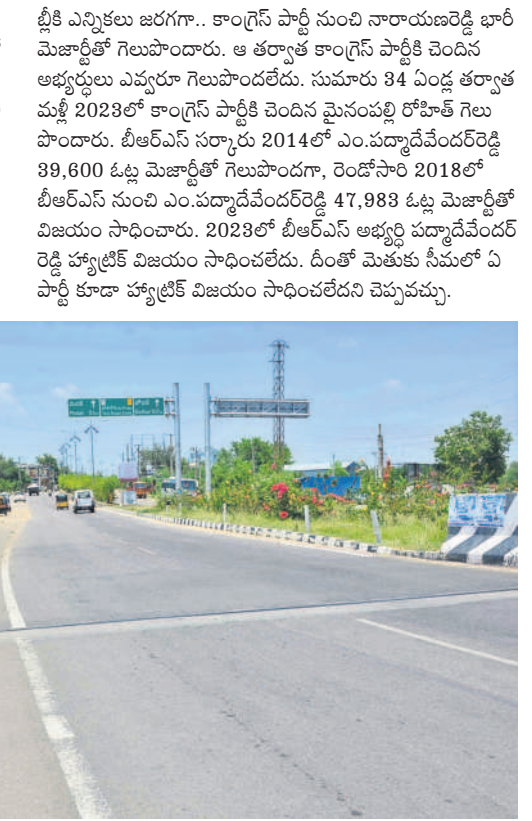 బ్లీకి ఎన్నికలు జరగగా.. కాంగ్రెస్ పార్టీ నుంచి నారాయణరెడ్డి భారీ
మెజార్టీతో గెలుపొందారు. ఆ తర్వాత కాంగ్రెస్ పార్టీకి చెందిన
అభ్యర్థులు ఎవ్వరూ గెలుపొందలేదు. సుమారు 34 ఏండ్ల తర్వాత
మళ్లీ 2023లో కాంగ్రెస్ పార్టీకి చెందిన మైనంపల్లి రోహిత్ గెలు
పొందారు. బీఆర్ఎస్ సర్కారు 2014లో ఎం.పద్మాదేవేందర్‌రెడ్డి
39,600 ఓట్ల మెజార్టీతో గెలుపొందగా, రెండోసారి 2018లో
బీఆర్ఎస్ నుంచి ఎం.పద్మాదేవేందర్‌రెడ్డి 47,983 ఓట్ల మెజార్టీతో
విజయం సాధించారు. 2023లో బీఆర్ఎస్ అభ్యర్థి పద్మాదేవేందర్
రెడ్డి హ్యాట్రిక్ విజయం సాధించలేదు. దీంతో మెతుకు సీమలో ఏ
పార్టీ కూడా హ్యాట్రిక్ విజయం సాధించలేదని చెప్పవచ్చు.